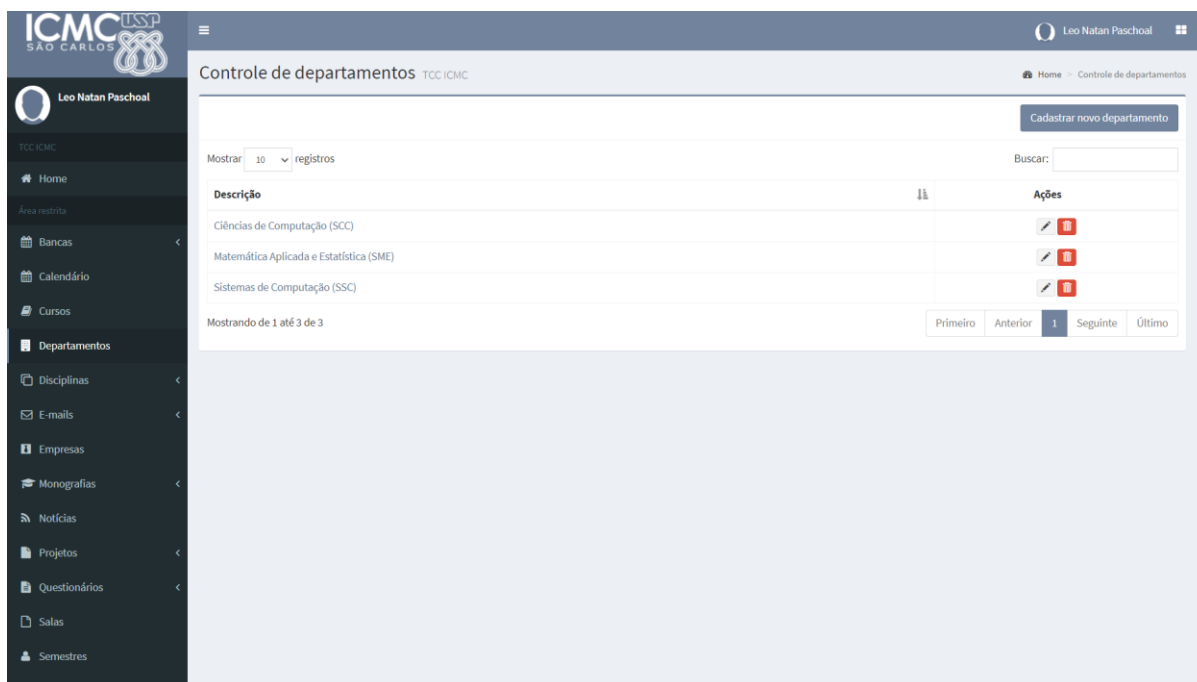 ICMC USP
SÃO CARLOS
Leo Natan Paschoal
Controle de departamentos TCC ICMC
Home > Controle de departamentos
Leo Natan Paschoal
Cadastrar novo departamento
TCC ICMC
Mostrar 10 registros
Buscar:
Home
Descrição
Ações
Área restrita
Ciências de Computação (SCC)
Bancas
Matemática Aplicada e Estatística (SME)
Calendário
Sistemas de Computação (SSC)
Cursos
Mostrando de 1 até 3 de 3
Primeiro Anterior 1 Seguinte Último
Departamentos
Disciplinas
E-mails
Empresas
Monografias
Notícias
Projetos
Questionários
Salas
Semestres